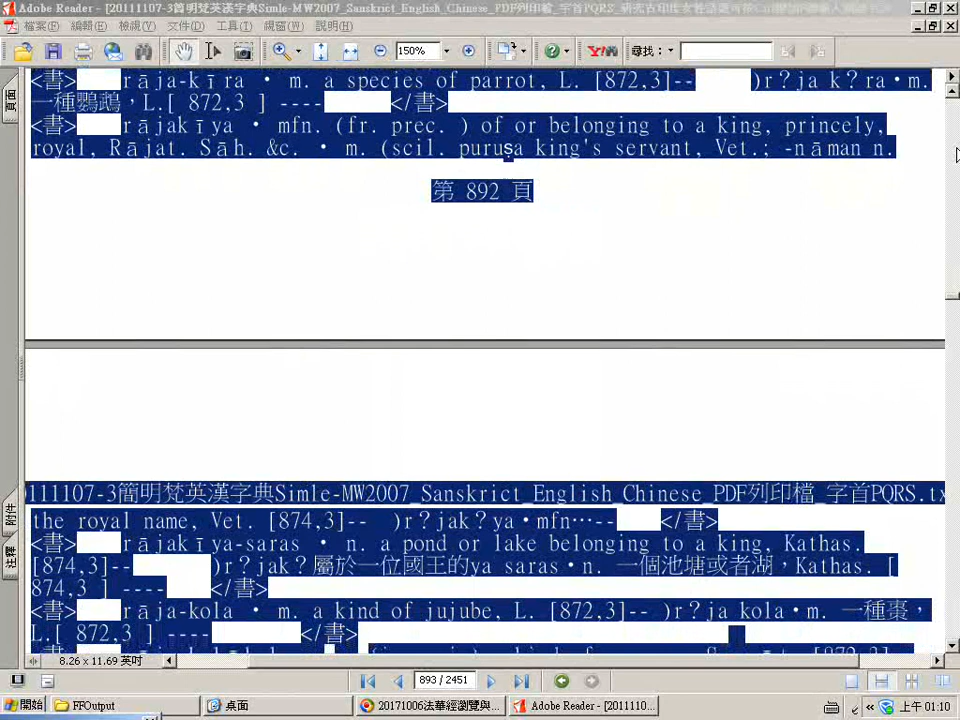 Adobe Reader - [20111107-3簡明梵英漢字典Simle-MW2007_Sanskrict_English_Chinese_PDF列印檔_字首PQRS
檔案(F) 編輯(E) 檢視(V) 文件(D) 工具(T) 視窗(W) 說明(H)
150% 尋找：
頁面
<書> rāja-kīra • m. a species of parrot, L. [872,3]-- )r?ja k?ra•m.
一種鸚鵡，L.[ 872,3 ] ---- </書>
<書> rājakīya • mfn. (fr. prec. ) of or belonging to a king, princely,
royal, Rājat. Sāh. &c. • m. (scil. puruṣa king's servant, Vet.; -nāman n.
第 892 頁
附件
注釋
111107-3簡明梵英漢字典Simle-MW2007_Sanskrict_English_Chinese_PDF列印檔_字首PQRS.tx
the royal name, Vet. [874,3]-- )r?jak?ya•mfn…-- </書>
<書> rājakīya-saras • n. a pond or lake belonging to a king, Kathas.
[874,3]-- )r?jak?屬於一位國王的ya saras•n. 一個池塘或者湖，Kathas. [
874,3 ] ---- </書>
<書> rāja-kola • m. a kind of jujube, L. [872,3]-- )r?ja kola•m. 一種棗，
L.[ 872,3 ] ---- </書>
8.26 x 11.69 英吋
893 / 2451
開始 FFOutput 桌面 20171006法華經瀏覽與... Adobe Reader - [2011110... 上午 01:10